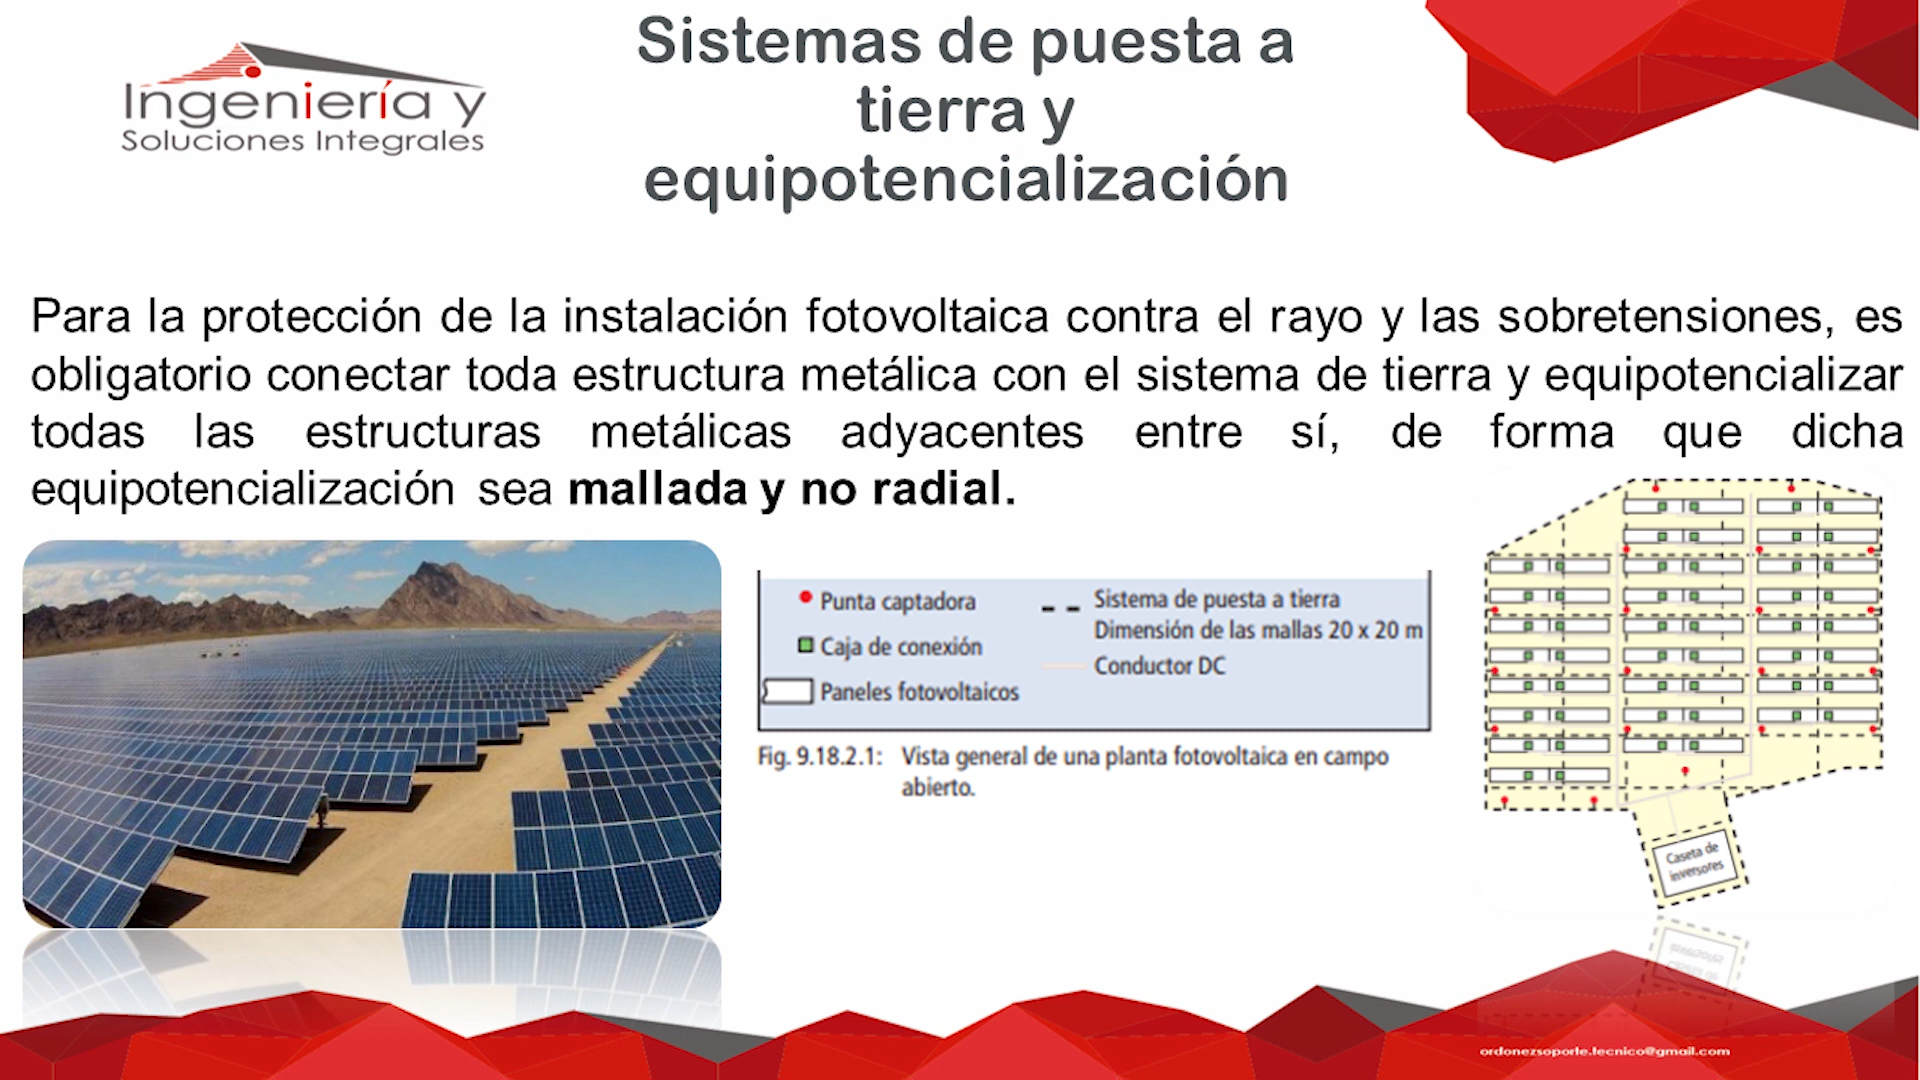 Ingeniería y
Soluciones Integrales
Sistemas de puesta a
tierra y
equipotencialización
Para la protección de la instalación fotovoltaica contra el rayo y las sobretensiones, es
obligatorio conectar toda estructura metálica con el sistema de tierra y equipotencializar
todas las estructuras metálicas adyacentes entre sí, de forma que dicha
equipotencialización sea mallada y no radial.
Punta captadora
Caja de conexión
Paneles fotovoltaicos
Sistema de puesta a tierra
Dimensión de las mallas 20 x 20 m
Conductor DC
Fig. 9.18.2.1: Vista general de una planta fotovoltaica en campo
abierto.
Caseta de
inversores
ordonezsoporte.tecnico@gmail.com